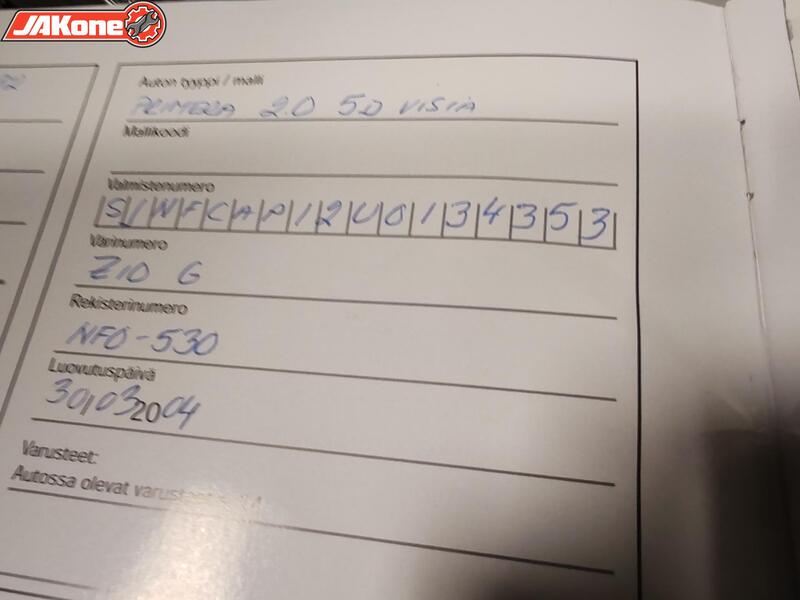 JAKone
Auton tyyppi / malli
PRIMERA 2.0 5D VISIA
Mallikoodi
Valmistenumero
SJNFCAP12U0134353
Värinumero
Z10 G
Rekisterinumero
NFO-530
Luovutuspäivä
30.03 2004
Varusteet:
Autossa olevat